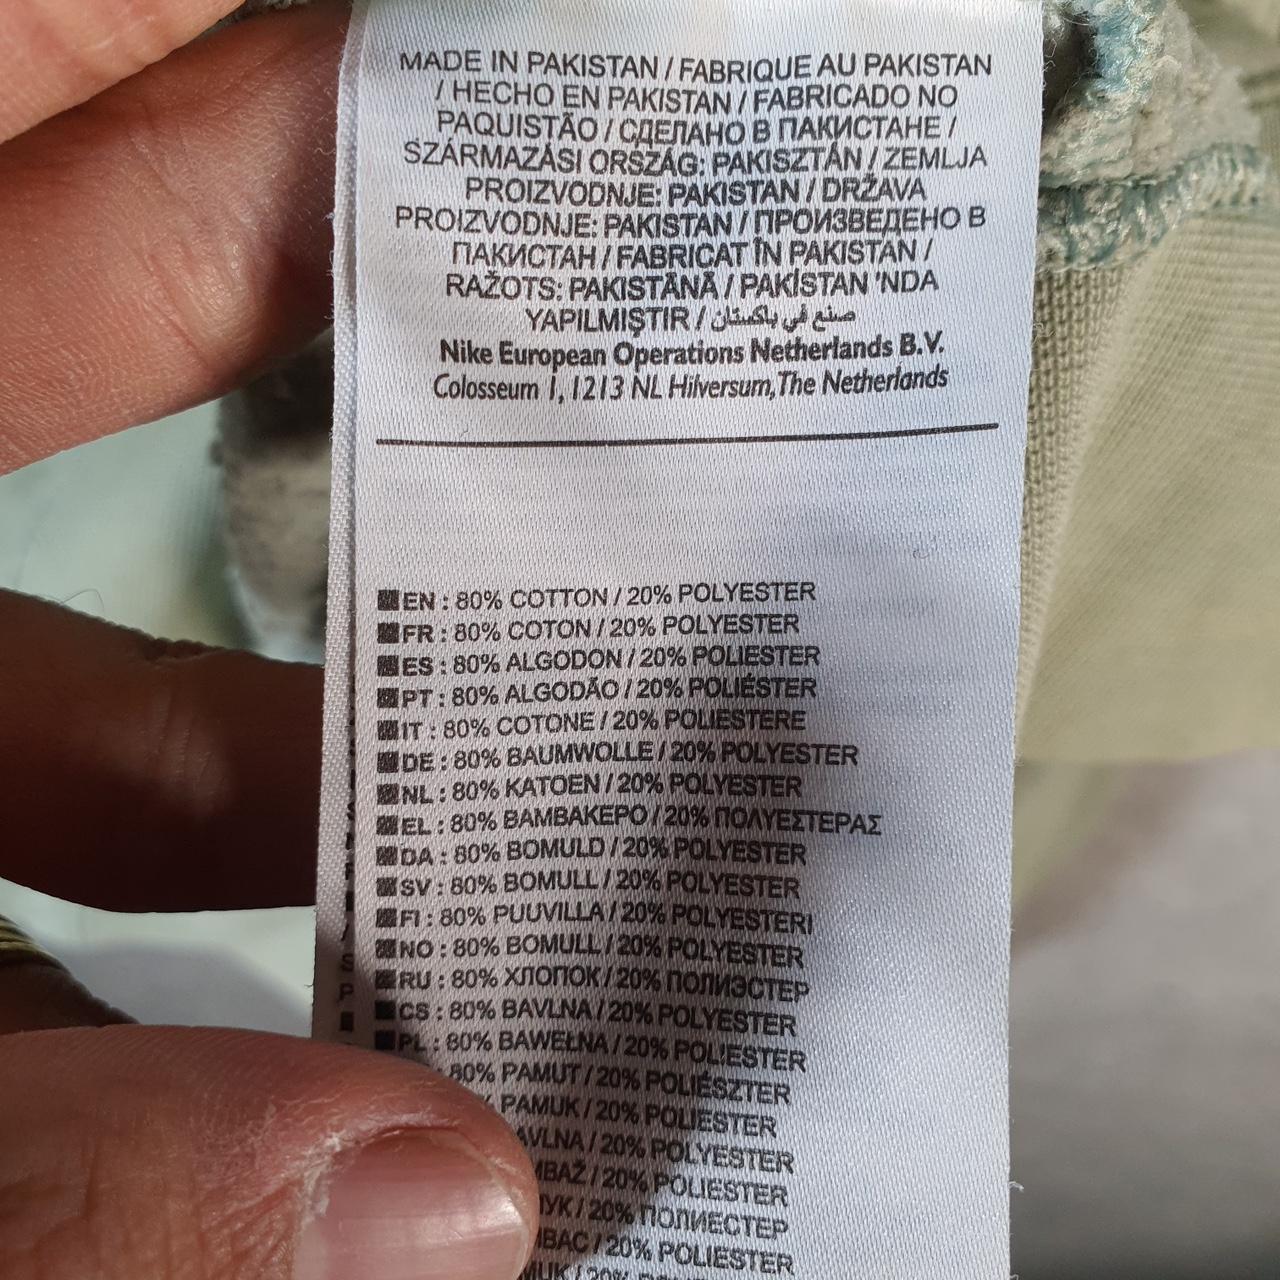 MADE IN PAKISTAN / FABRIQUE AU PAKISTAN
/ HECHO EN PAKISTAN / FABRICADO NO
PAQUISTÃO / СДЕЛАНО В ПАКИСТАНЕ /
SZÁRMAZÁSI ORSZÁG: PAKISZTÁN / ZEMLJA
PROIZVODNJE: PAKISTAN / DRŽAVA
PROIZVODNJE: PAKISTAN / ПРОИЗВЕДЕНО В
ПАКИСТАН / FABRICAT ÎN PAKISTAN /
RAŽOTS: PAKISTĀNĀ / PAKİSTAN 'NDA
YAPILMIŞTIR / صنع في باكستان
Nike European Operations Netherlands B.V.
Colosseum 1, 1213 NL Hilversum, The Netherlands
EN : 80% COTTON / 20% POLYESTER
FR : 80% COTON / 20% POLYESTER
ES : 80% ALGODON / 20% POLIESTER
PT : 80% ALGODÃO / 20% POLIÉSTER
IT : 80% COTONE / 20% POLIESTERE
DE : 80% BAUMWOLLE / 20% POLYESTER
NL : 80% KATOEN / 20% POLYESTER
EL : 80% ΒΑΜΒΑΚΕΡΟ / 20% ΠΟΛΥΕΣΤΕΡΑΣ
DA : 80% BOMULD / 20% POLYESTER
SV : 80% BOMULL / 20% POLYESTER
FI : 80% PUUVILLA / 20% POLYESTERI
NO : 80% BOMULL / 20% POLYESTER
RU : 80% ХЛОПОК / 20% ПОЛИЭСТЕР
CS : 80% BAVLNA / 20% POLYESTER
PL : 80% BAWEŁNA / 20% POLIESTER
80% PAMUT / 20% POLIÉSZTER
PAMUK / 20% POLIESTER
/ 20% POLYESTER
/ 20% POLIESTER
/ 20% ПОЛИЕСТЕР
/ 20% POLIESTER